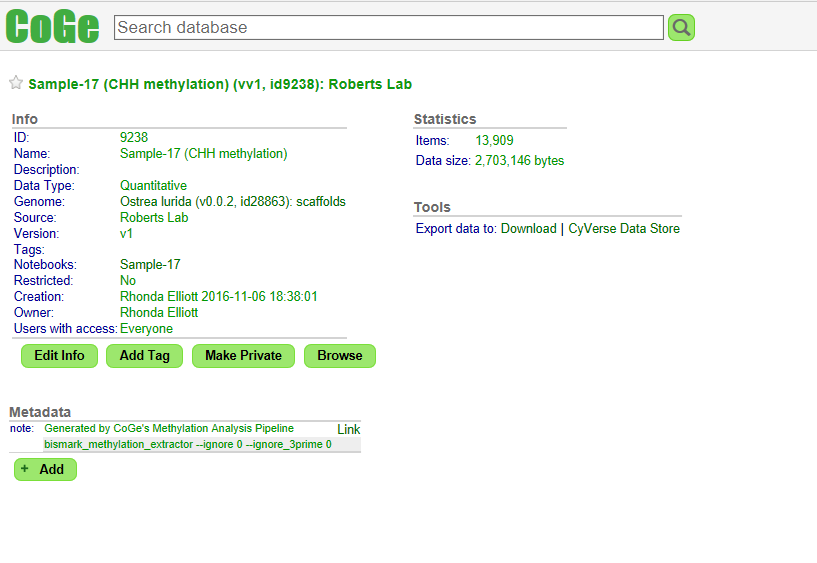 CoGe
Search database
Sample-17 (CHH methylation) (vv1, id9238): Roberts Lab
Info
ID: 9238
Name: Sample-17 (CHH methylation)
Description:
Data Type: Quantitative
Genome: Ostrea lurida (v0.0.2, id28863): scaffolds
Source: Roberts Lab
Version: v1
Tags:
Notebooks: Sample-17
Restricted: No
Creation: Rhonda Elliott 2016-11-06 18:38:01
Owner: Rhonda Elliott
Users with access: Everyone
Edit Info Add Tag Make Private Browse
Statistics
Items: 13,909
Data size: 2,703,146 bytes
Tools
Export data to: Download | CyVerse Data Store
Metadata
note: Generated by CoGe's Methylation Analysis Pipeline Link
bismark_methylation_extractor --ignore 0 --ignore_3prime 0
+ Add